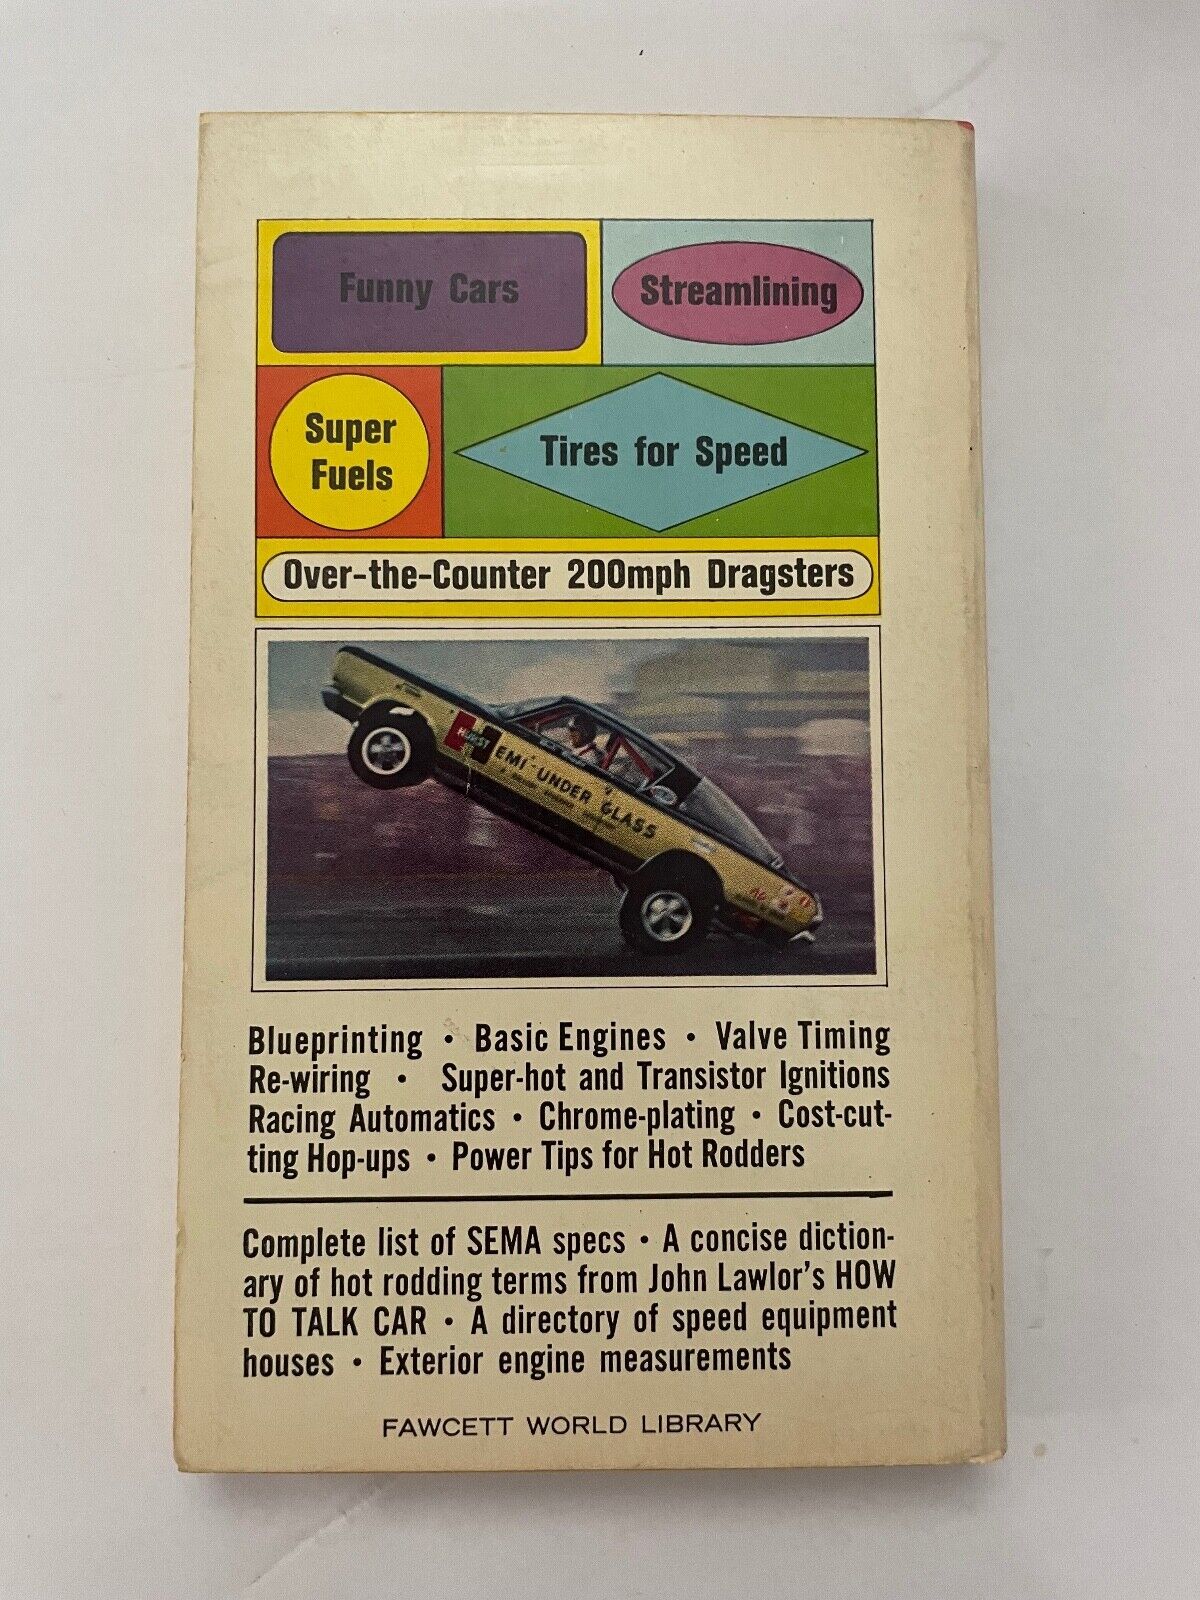 Funny Cars
Streamlining
Super
Fuels
Tires for Speed
Over-the-Counter 200mph Dragsters
HURST
HEMI UNDER GLASS
Blueprinting • Basic Engines • Valve Timing
Re-wiring • Super-hot and Transistor Ignitions
Racing Automatics • Chrome-plating • Cost-cut-
ting Hop-ups • Power Tips for Hot Rodders
Complete list of SEMA specs • A concise diction-
ary of hot rodding terms from John Lawlor's HOW
TO TALK CAR • A directory of speed equipment
houses • Exterior engine measurements
FAWCETT WORLD LIBRARY